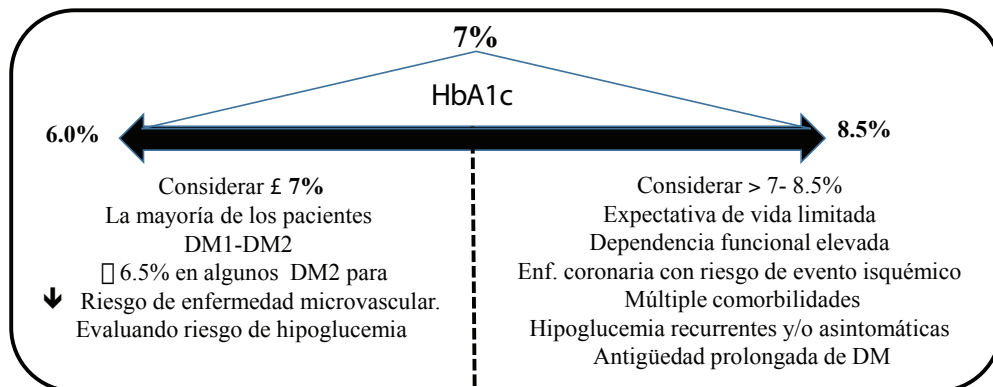 7%
HbA1c
6.0%
8.5%
Considerar £ 7%
La mayoría de los pacientes
DM1-DM2
□ 6.5% en algunos DM2 para
🡻 Riesgo de enfermedad microvascular.
Evaluando riesgo de hipoglucemia
Considerar > 7- 8.5%
Expectativa de vida limitada
Dependencia funcional elevada
Enf. coronaria con riesgo de evento isquémico
Múltiple comorbilidades
Hipoglucemia recurrentes y/o asintomáticas
Antigüedad prolongada de DM